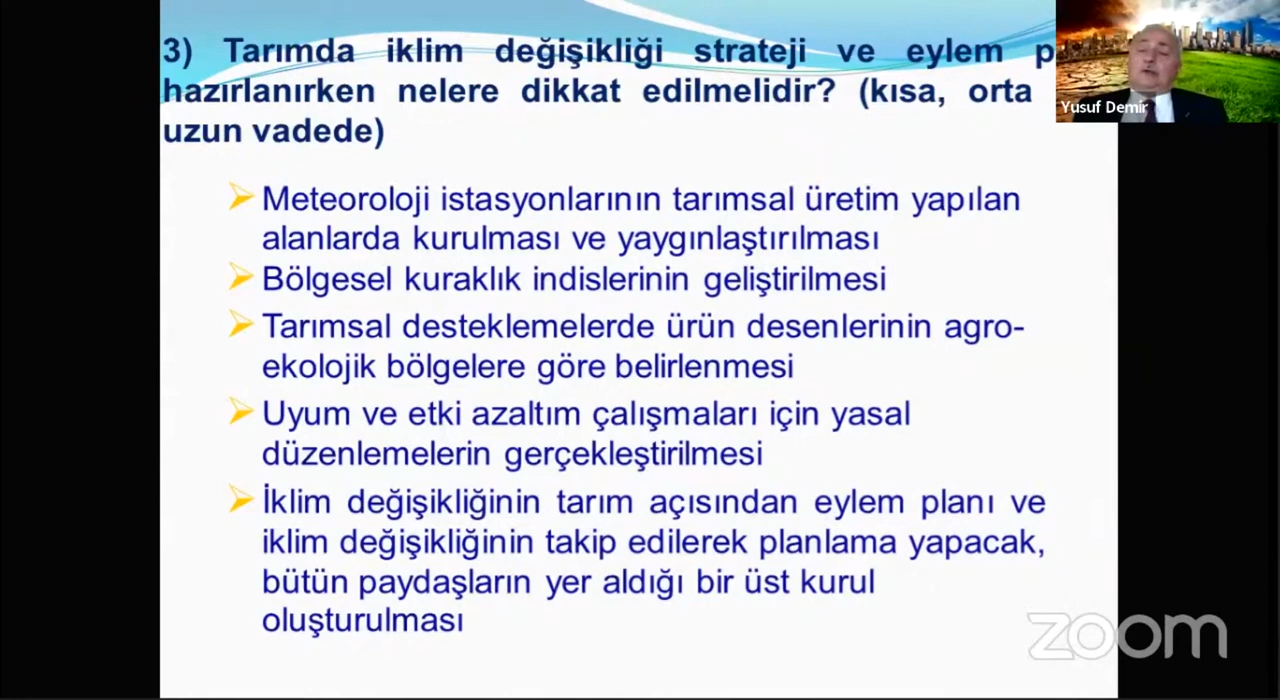 3) Tarımda iklim değişikliği strateji ve eylem p
hazırlanırken nelere dikkat edilmelidir? (kısa, orta
uzun vadede)
Yusuf Demir
Meteoroloji istasyonlarının tarımsal üretim yapılan
alanlarda kurulması ve yaygınlaştırılması
Bölgesel kuraklık indislerinin geliştirilmesi
Tarımsal desteklemelerde ürün desenlerinin agro-
ekolojik bölgelere göre belirlenmesi
Uyum ve etki azaltım çalışmaları için yasal
düzenlemelerin gerçekleştirilmesi
İklim değişikliğinin tarım açısından eylem planı ve
iklim değişikliğinin takip edilerek planlama yapacak,
bütün paydaşların yer aldığı bir üst kurul
oluşturulması
zoom